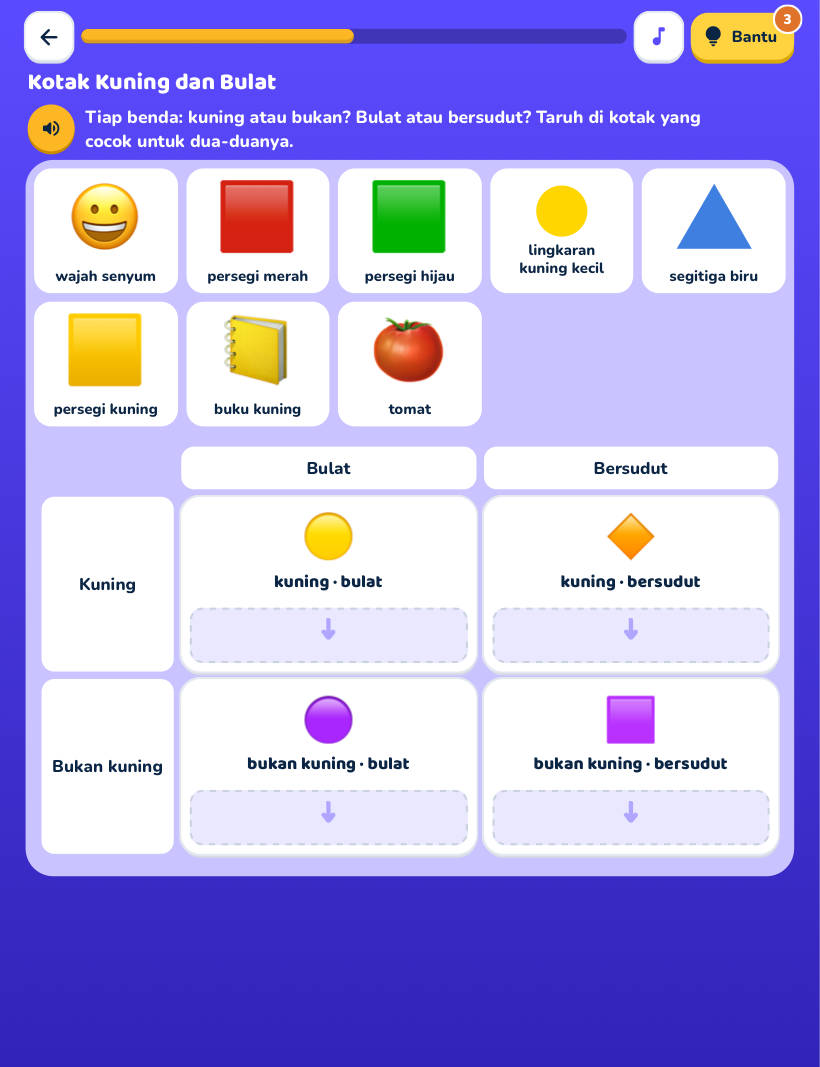 3
Bantu
Kotak Kuning dan Bulat
Tiap benda: kuning atau bukan? Bulat atau bersudut? Taruh di kotak yang
cocok untuk dua-duanya.
wajah senyum
persegi merah
persegi hijau
lingkaran
kuning kecil
segitiga biru
persegi kuning
buku kuning
tomat
Bulat
Bersudut
Kuning
kuning · bulat
kuning · bersudut
Bukan kuning
bukan kuning · bulat
bukan kuning · bersudut